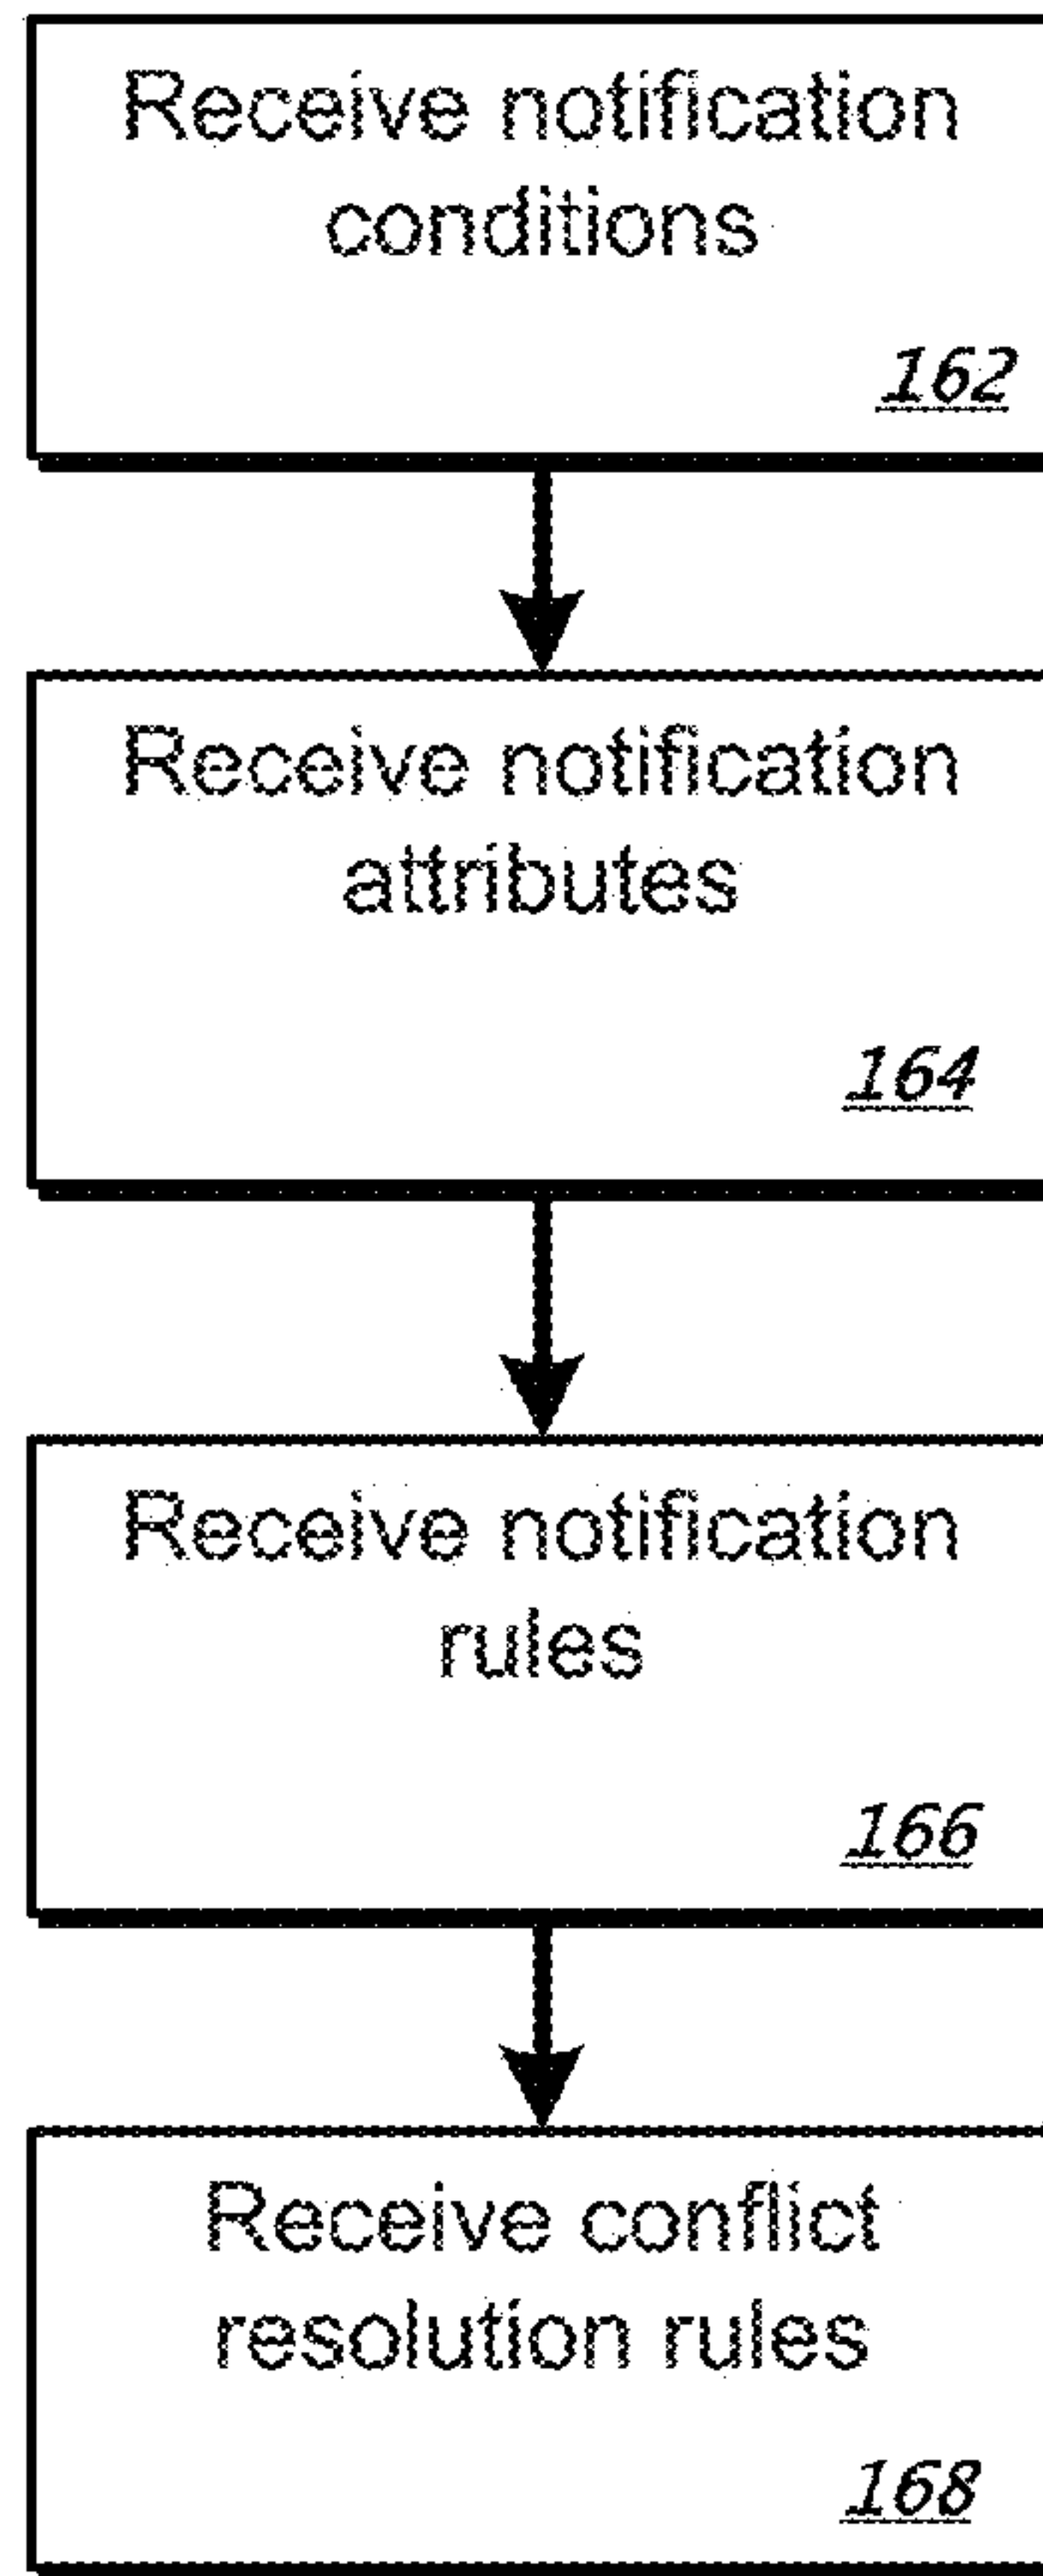 Receive notification
conditions
162
Receive notification
attributes
164
Receive notification
rules
166
Receive conflict
resolution rules
168